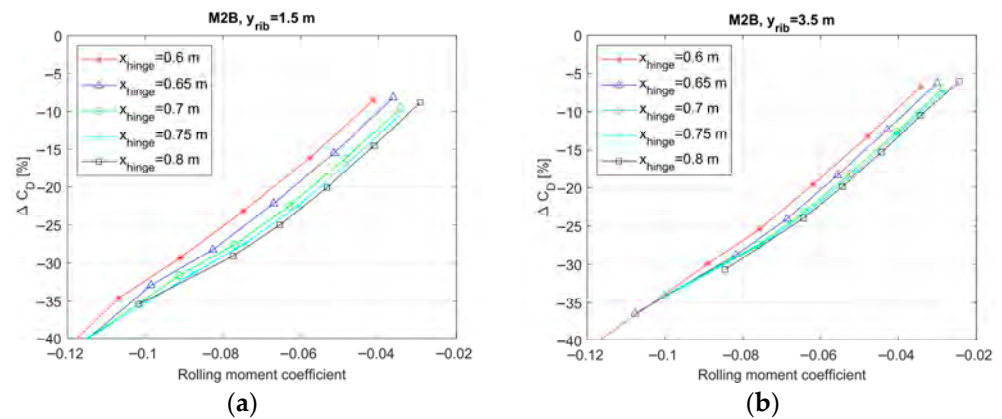 M2B, y_rib=1.5 m
0
−5
−10
−15
−20
−25
−30
−35
−40
Δ C_D [%]
x_hinge=0.6 m
x_hinge=0.65 m
x_hinge=0.7 m
x_hinge=0.75 m
x_hinge=0.8 m
−0.12 −0.1 −0.08 −0.06 −0.04 −0.02
Rolling moment coefficient
(a)
M2B, y_rib=3.5 m
0
−5
−10
−15
−20
−25
−30
−35
−40
Δ C_D [%]
x_hinge=0.6 m
x_hinge=0.65 m
x_hinge=0.7 m
x_hinge=0.75 m
x_hinge=0.8 m
−0.12 −0.1 −0.08 −0.06 −0.04 −0.02
Rolling moment coefficient
(b)